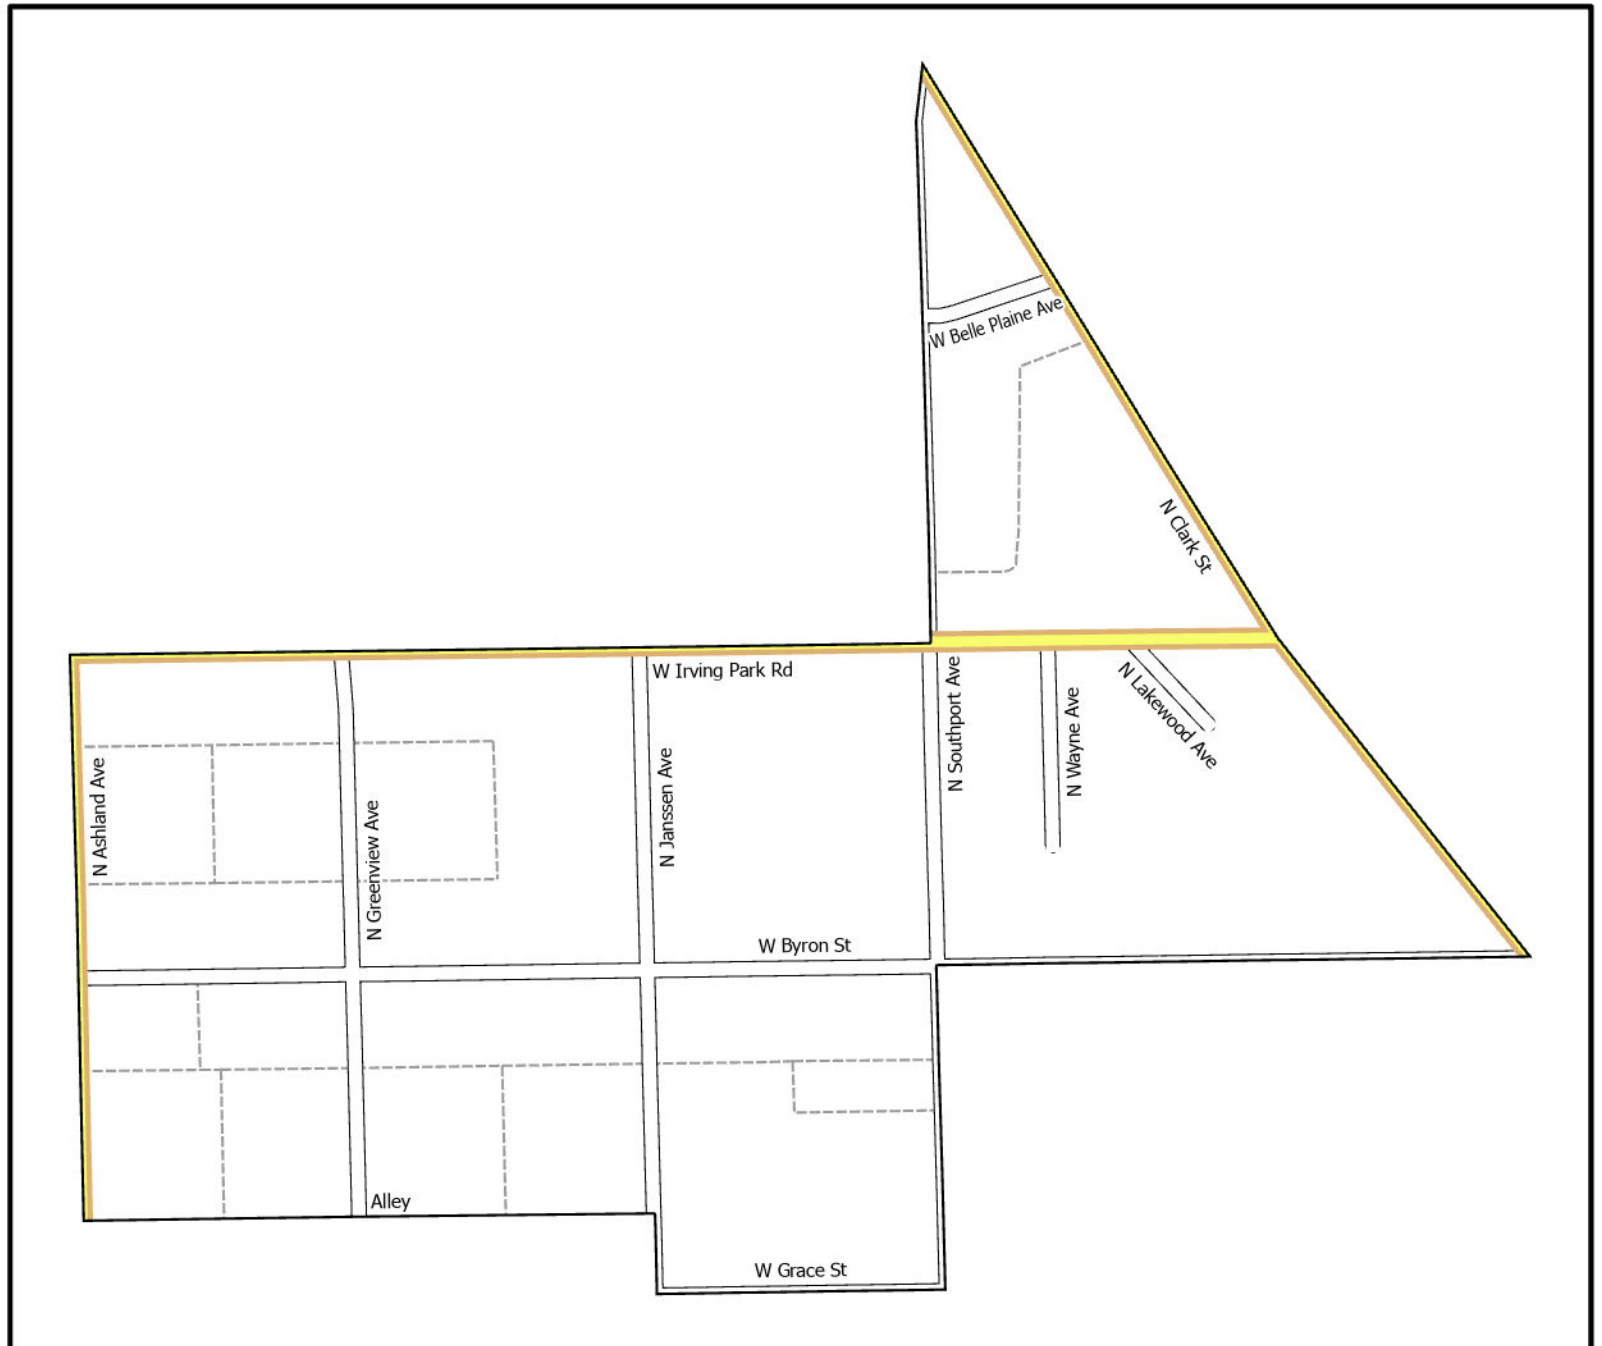 W Belle Plaine Ave
N Clark St
W Irving Park Rd
N Ashland Ave
N Greenview Ave
N Janssen Ave
N Southport Ave
N Wayne Ave
N Lakewood Ave
W Byron St
Alley
W Grace St